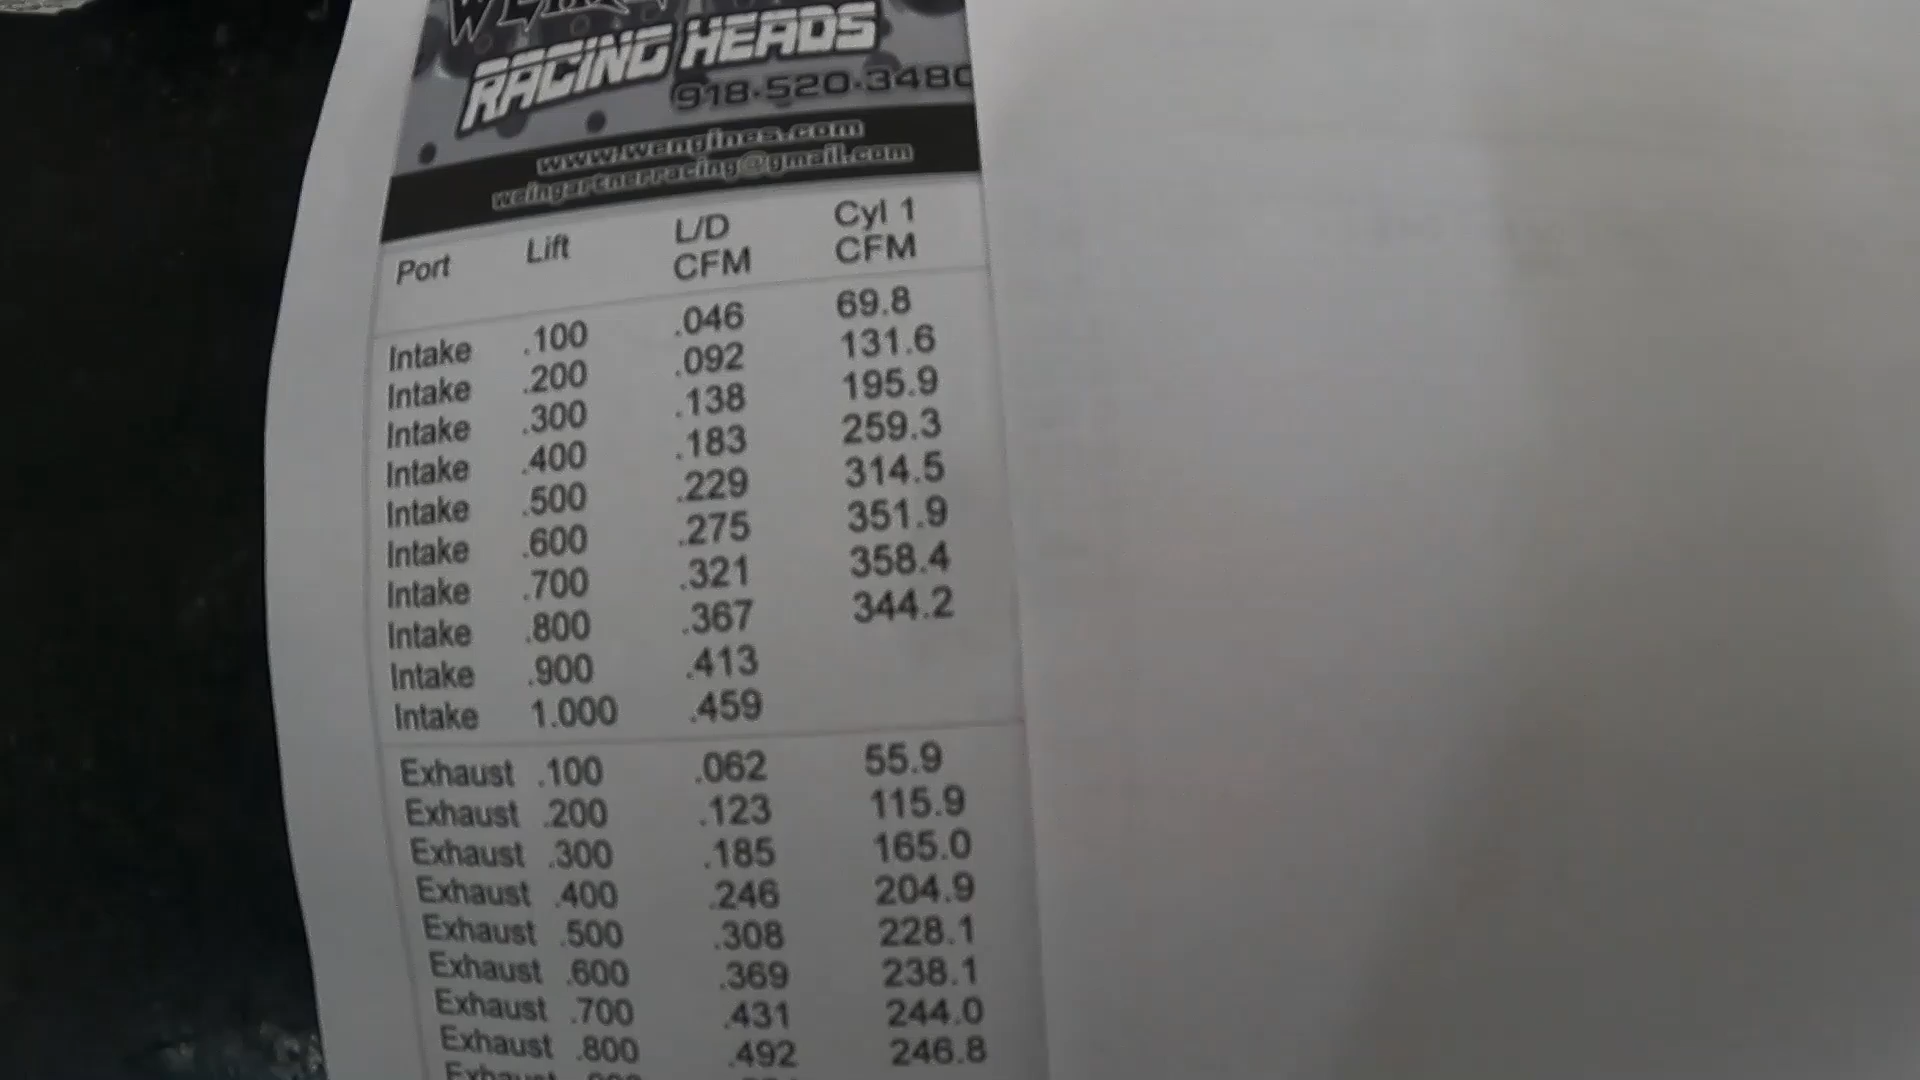 RACING HEADS
918-520-3480
www.wengines.com
weingartnerracing@gmail.com
Port Lift L/D CFM Cyl 1 CFM
Intake .100 .046 69.8
Intake .200 .092 131.6
Intake .300 .138 195.9
Intake .400 .183 259.3
Intake .500 .229 314.5
Intake .600 .275 351.9
Intake .700 .321 358.4
Intake .800 .367 344.2
Intake .900 .413
Intake 1.000 .459
Exhaust .100 .062 55.9
Exhaust .200 .123 115.9
Exhaust .300 .185 165.0
Exhaust .400 .246 204.9
Exhaust .500 .308 228.1
Exhaust .600 .369 238.1
Exhaust .700 .431 244.0
Exhaust .800 .492 246.8
Exhaust